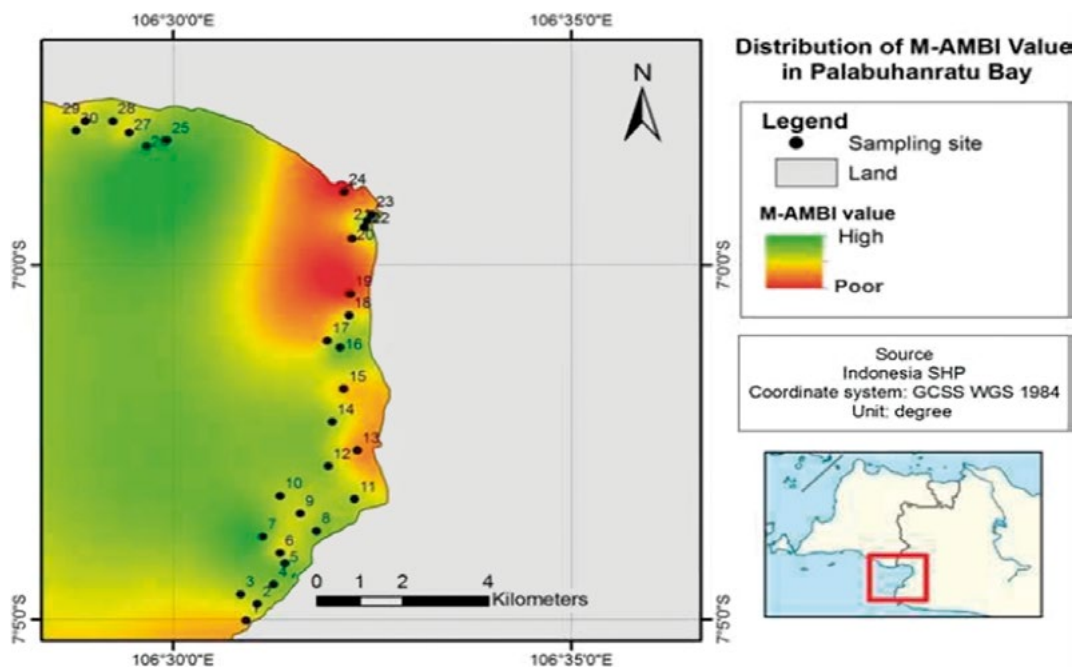 106°30'0"E 106°35'0"E
7°0'0"S
7°5'0"S
7°0'0"S
7°5'0"S
N
29
28
30
27
25
24
23
22
20
19
18
17
16
15
14
13
12
11
10
9
8
7
6
5
4
3
2
0 1 2 4
Kilometers
106°30'0"E 106°35'0"E
Distribution of M-AMBI Value
in Palabuhanratu Bay
Legend
Sampling site
Land
M-AMBI value
High
Poor
Source
Indonesia SHP
Coordinate system: GCSS WGS 1984
Unit: degree